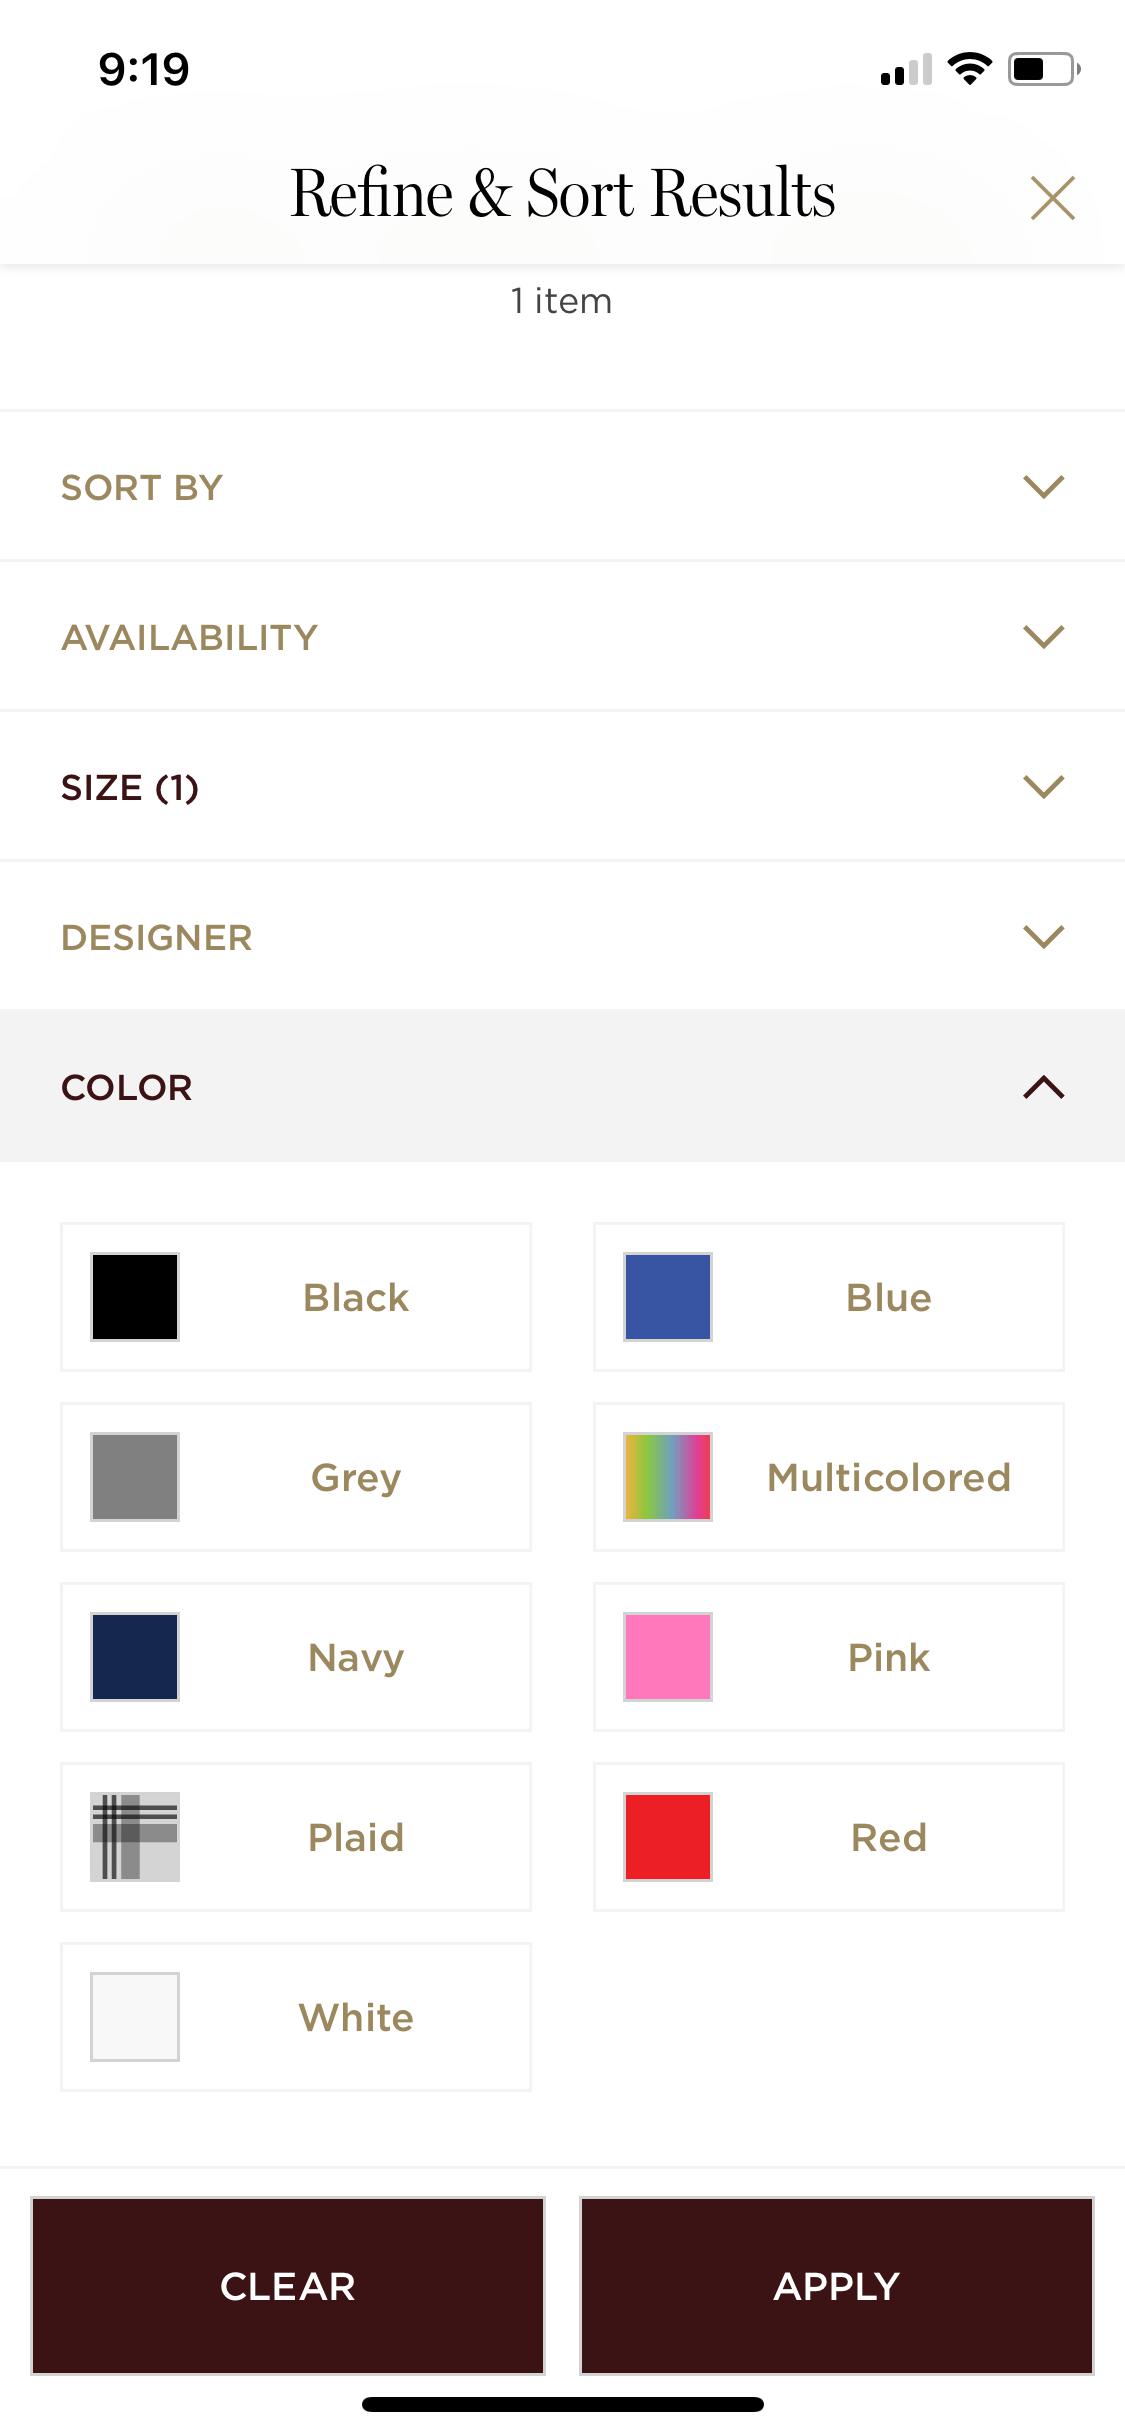 9:19
Refine & Sort Results
1 item
SORT BY
AVAILABILITY
SIZE (1)
DESIGNER
COLOR
Black
Blue
Grey
Multicolored
Navy
Pink
Plaid
Red
White
CLEAR
APPLY